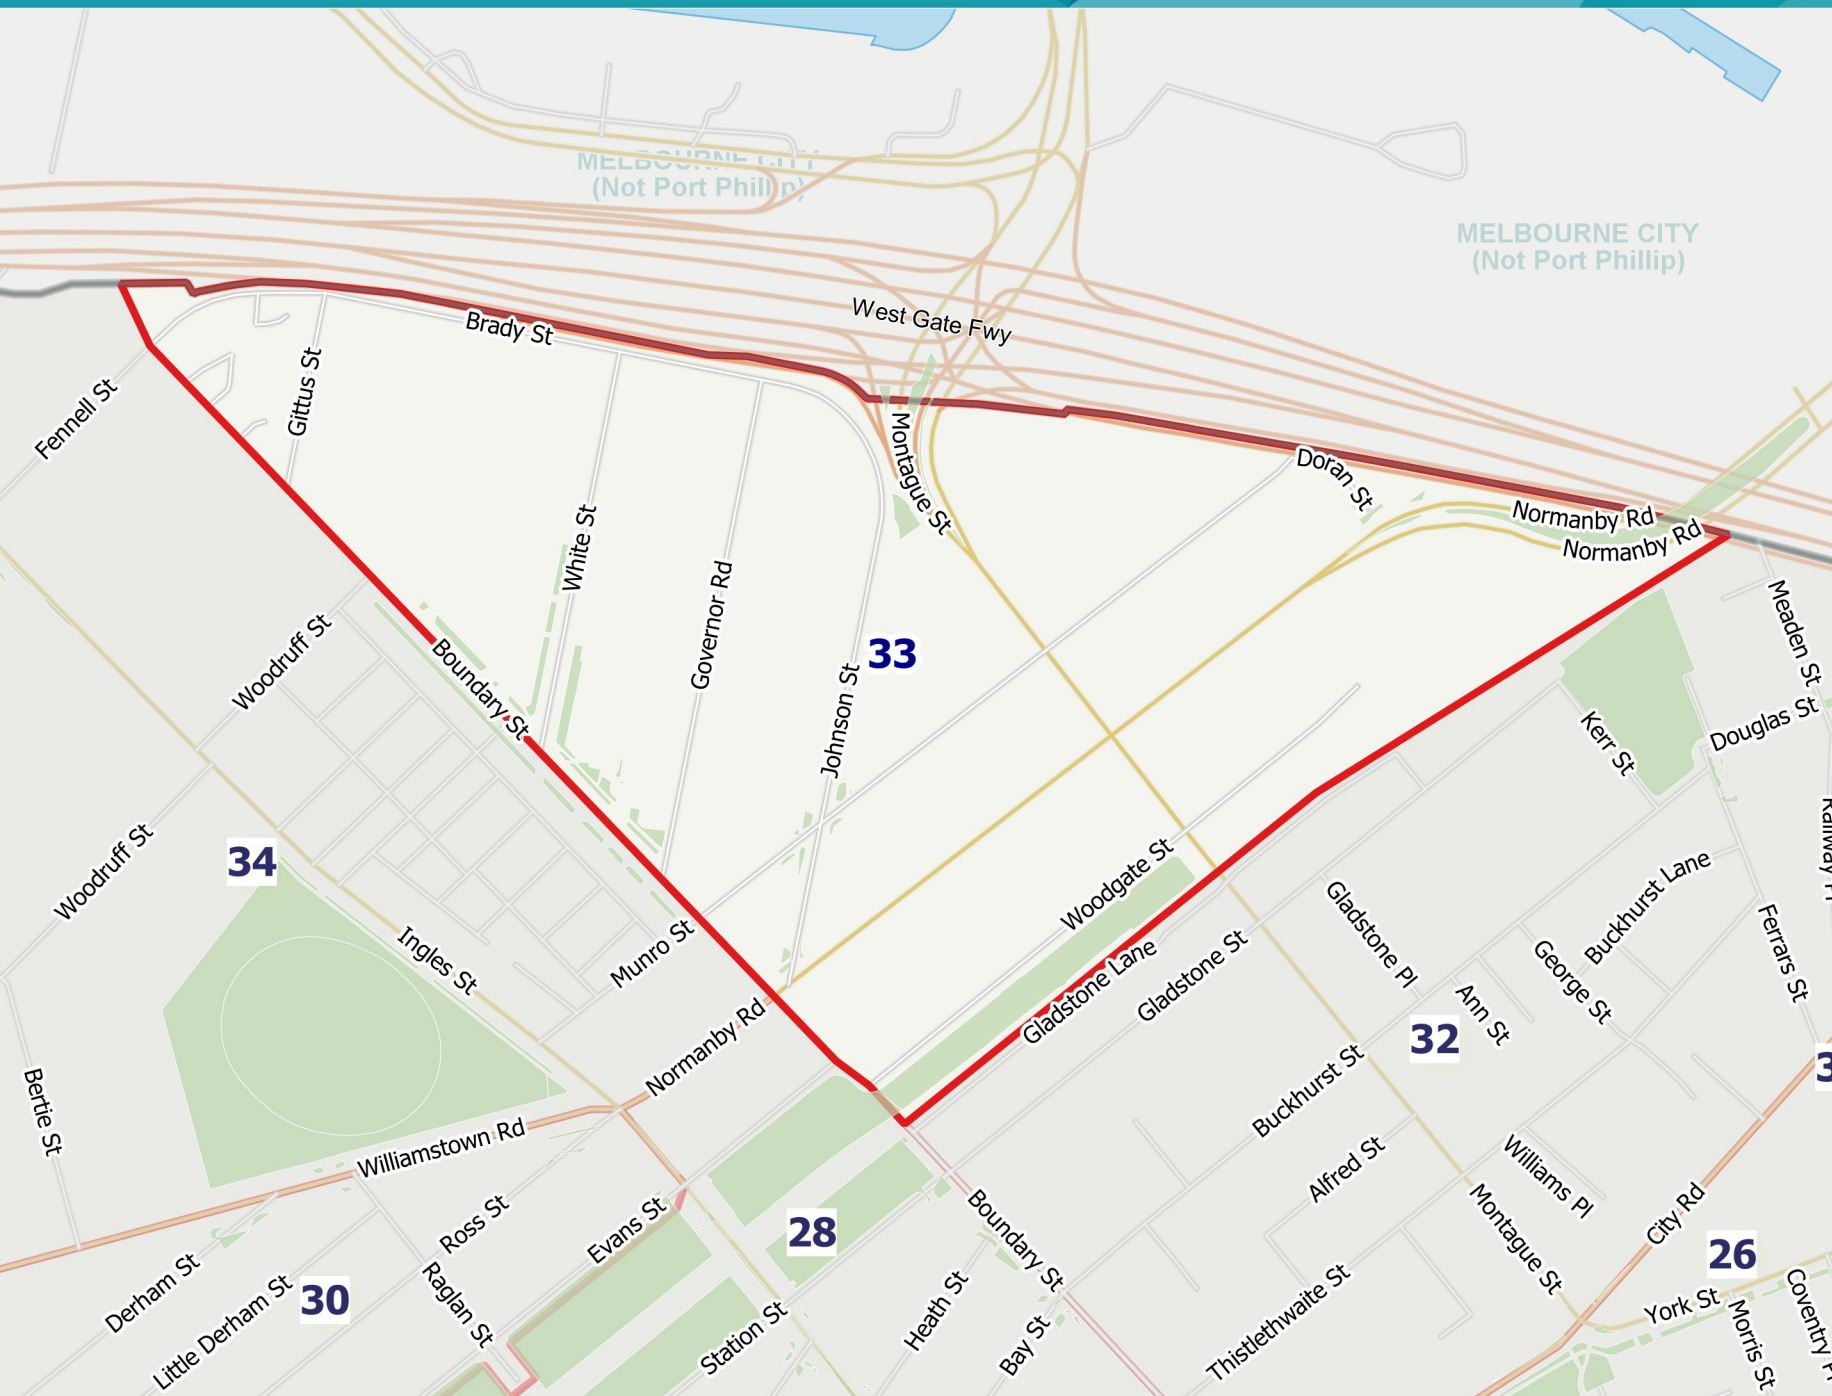 MELBOURNE CITY
(Not Port Phillip)
MELBOURNE CITY
(Not Port Phillip)
West Gate Fwy
Brady St
Gittus St
Fennell St
Montague St
Doran St
Normanby Rd
Normanby Rd
White St
Governor Rd
Johnson St
33
Meaden St
Douglas St
Kerr St
Woodruff St
Boundary St
34
Woodruff St
Ingles St
Munro St
Normanby Rd
Woodgate St
Gladstone Lane
Gladstone St
Gladstone Pl
Buckhurst Lane
George St
Ann St
Ferrars St
32
Buckhurst St
Bertie St
Williamstown Rd
Alfred St
Williams Pl
Montague St
City Rd
26
York St
Morris St
Ross St
Evans St
28
Boundary St
Derham St
Little Derham St
30
Raglan St
Station St
Heath St
Bay St
Thistlethwaite St
Coventry